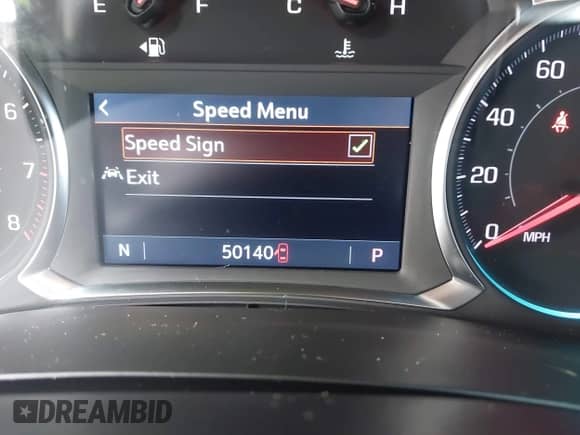 E F C H
Speed Menu
Speed Sign
Exit
N 50140 P
6
7
8
60
40
20
0
MPH
DREAMBID